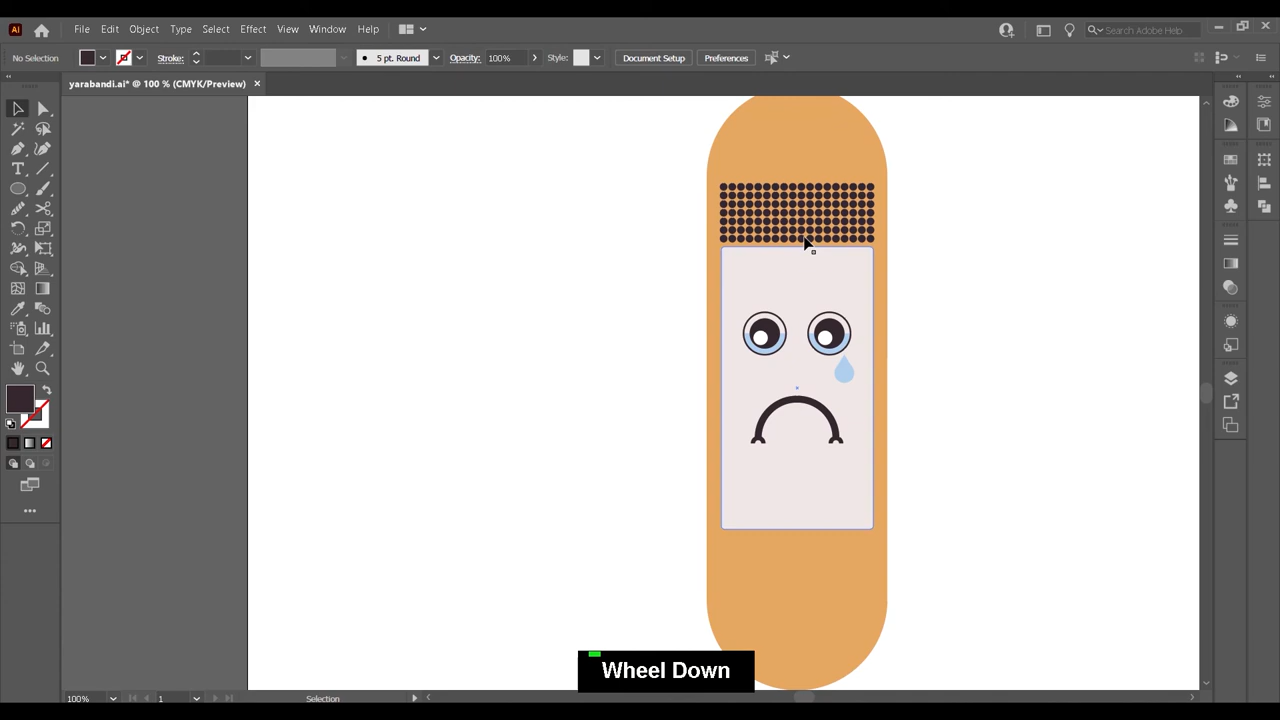 Ai File Edit Object Type Select Effect View Window Help Search Adobe Help
No Selection Stroke: 5 pt. Round Opacity: 100% Style: Document Setup Preferences
yarabandi.ai* @ 100 % (CMYK/Preview)
Wheel Down
100% 1 Selection